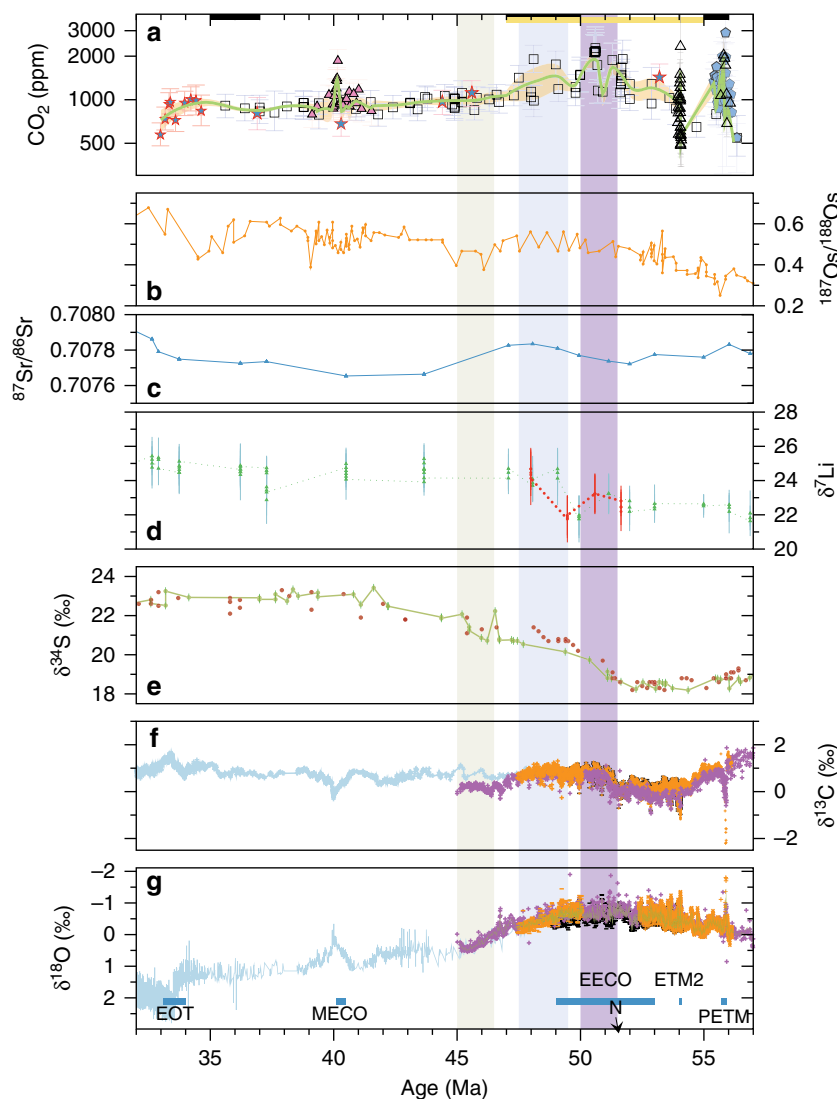 a
3000
2000
1000
500
CO2 (ppm)
b
0.6
0.4
0.2
187Os/188Os
c
0.7080
0.7078
0.7076
87Sr/86Sr
d
28
26
24
22
20
δ7Li
e
24
22
20
18
δ34S (‰)
f
2
0
−2
δ13C (‰)
g
−2
−1
0
1
2
δ18O (‰)
EECO
ETM2
N
EOT
MECO
PETM
35
40
45
50
55
Age (Ma)